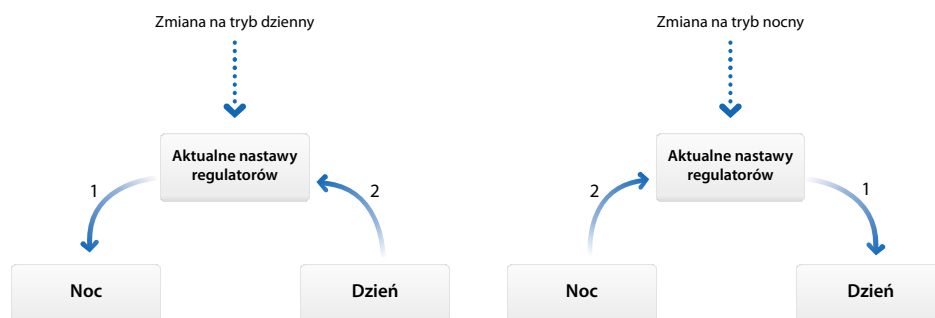 Zmiana na tryb dzienny
Aktualne nastawy
regulatorów
1
2
Noc
Dzień
Zmiana na tryb nocny
Aktualne nastawy
regulatorów
2
1
Noc
Dzień